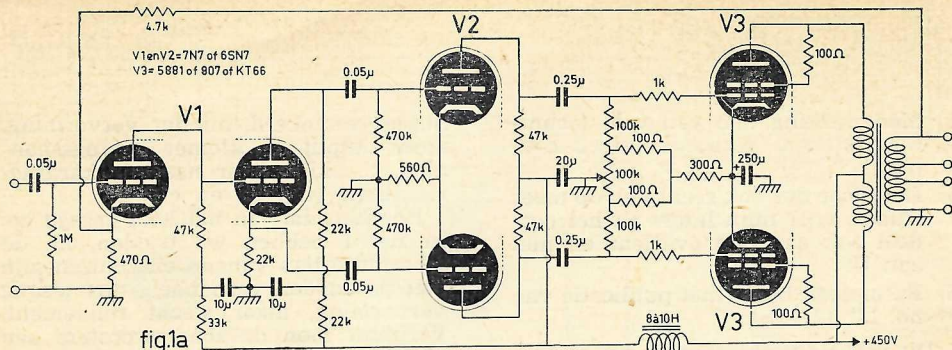 4.7k
V1enV2=7N7 of 6SN7
V3=5881 of 807 of KT66
V1
V2
V3
0.05µ
1M
470Ω
47k
10µ
33k
22k
10µ
22k
22k
0.05µ
0.05µ
470k
470k
560Ω
47k
47k
0.25µ
20µ
0.25µ
100k
100k
100k
100Ω
100Ω
1k
1k
300Ω
+
250µ
100Ω
100Ω
V3
8à10H
+450V
fig.1a